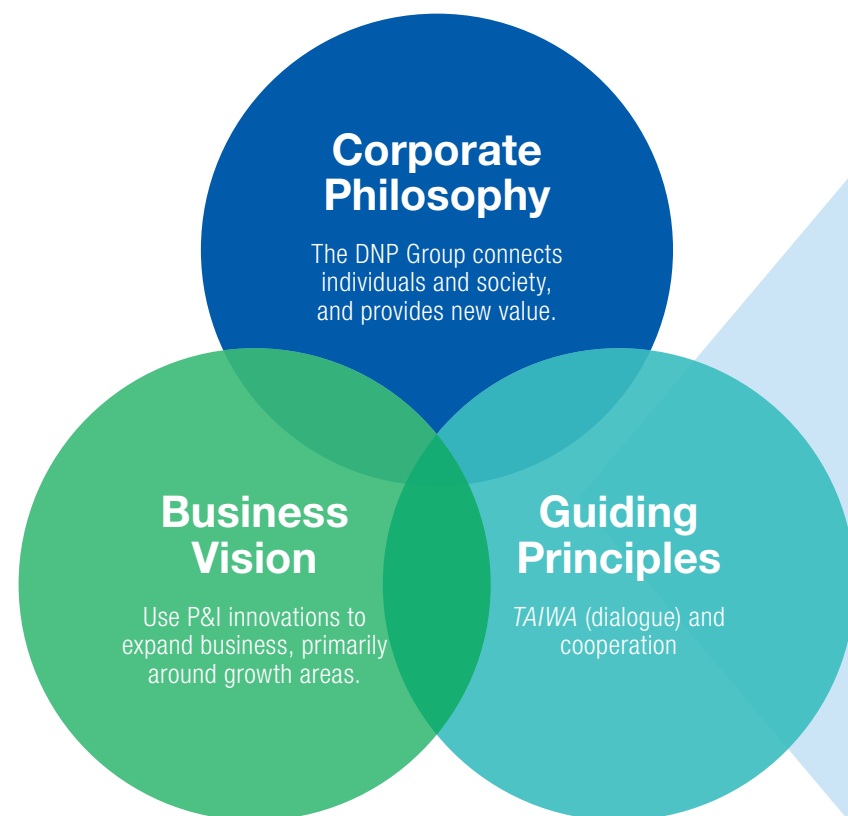 Corporate
Philosophy
The DNP Group connects
individuals and society,
and provides new value.
Business
Vision
Use P&I innovations to
expand business, primarily
around growth areas.
Guiding
Principles
TAIWA (dialogue) and
cooperation